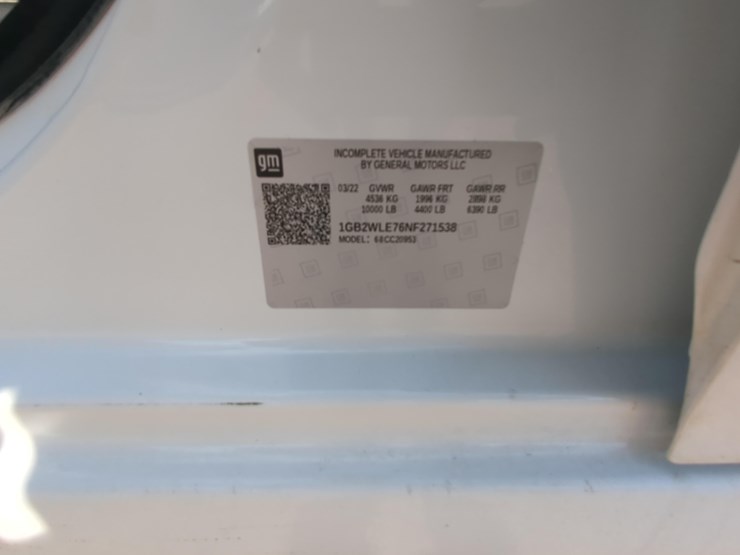 gm
INCOMPLETE VEHICLE MANUFACTURED
BY GENERAL MOTORS LLC
03/22 GVWR GAWR FRT GAWR RR
4536 KG 1996 KG 2898 KG
10000 LB 4400 LB 6390 LB
1GB2WLE76NF271538
MODEL: 6BCC20953